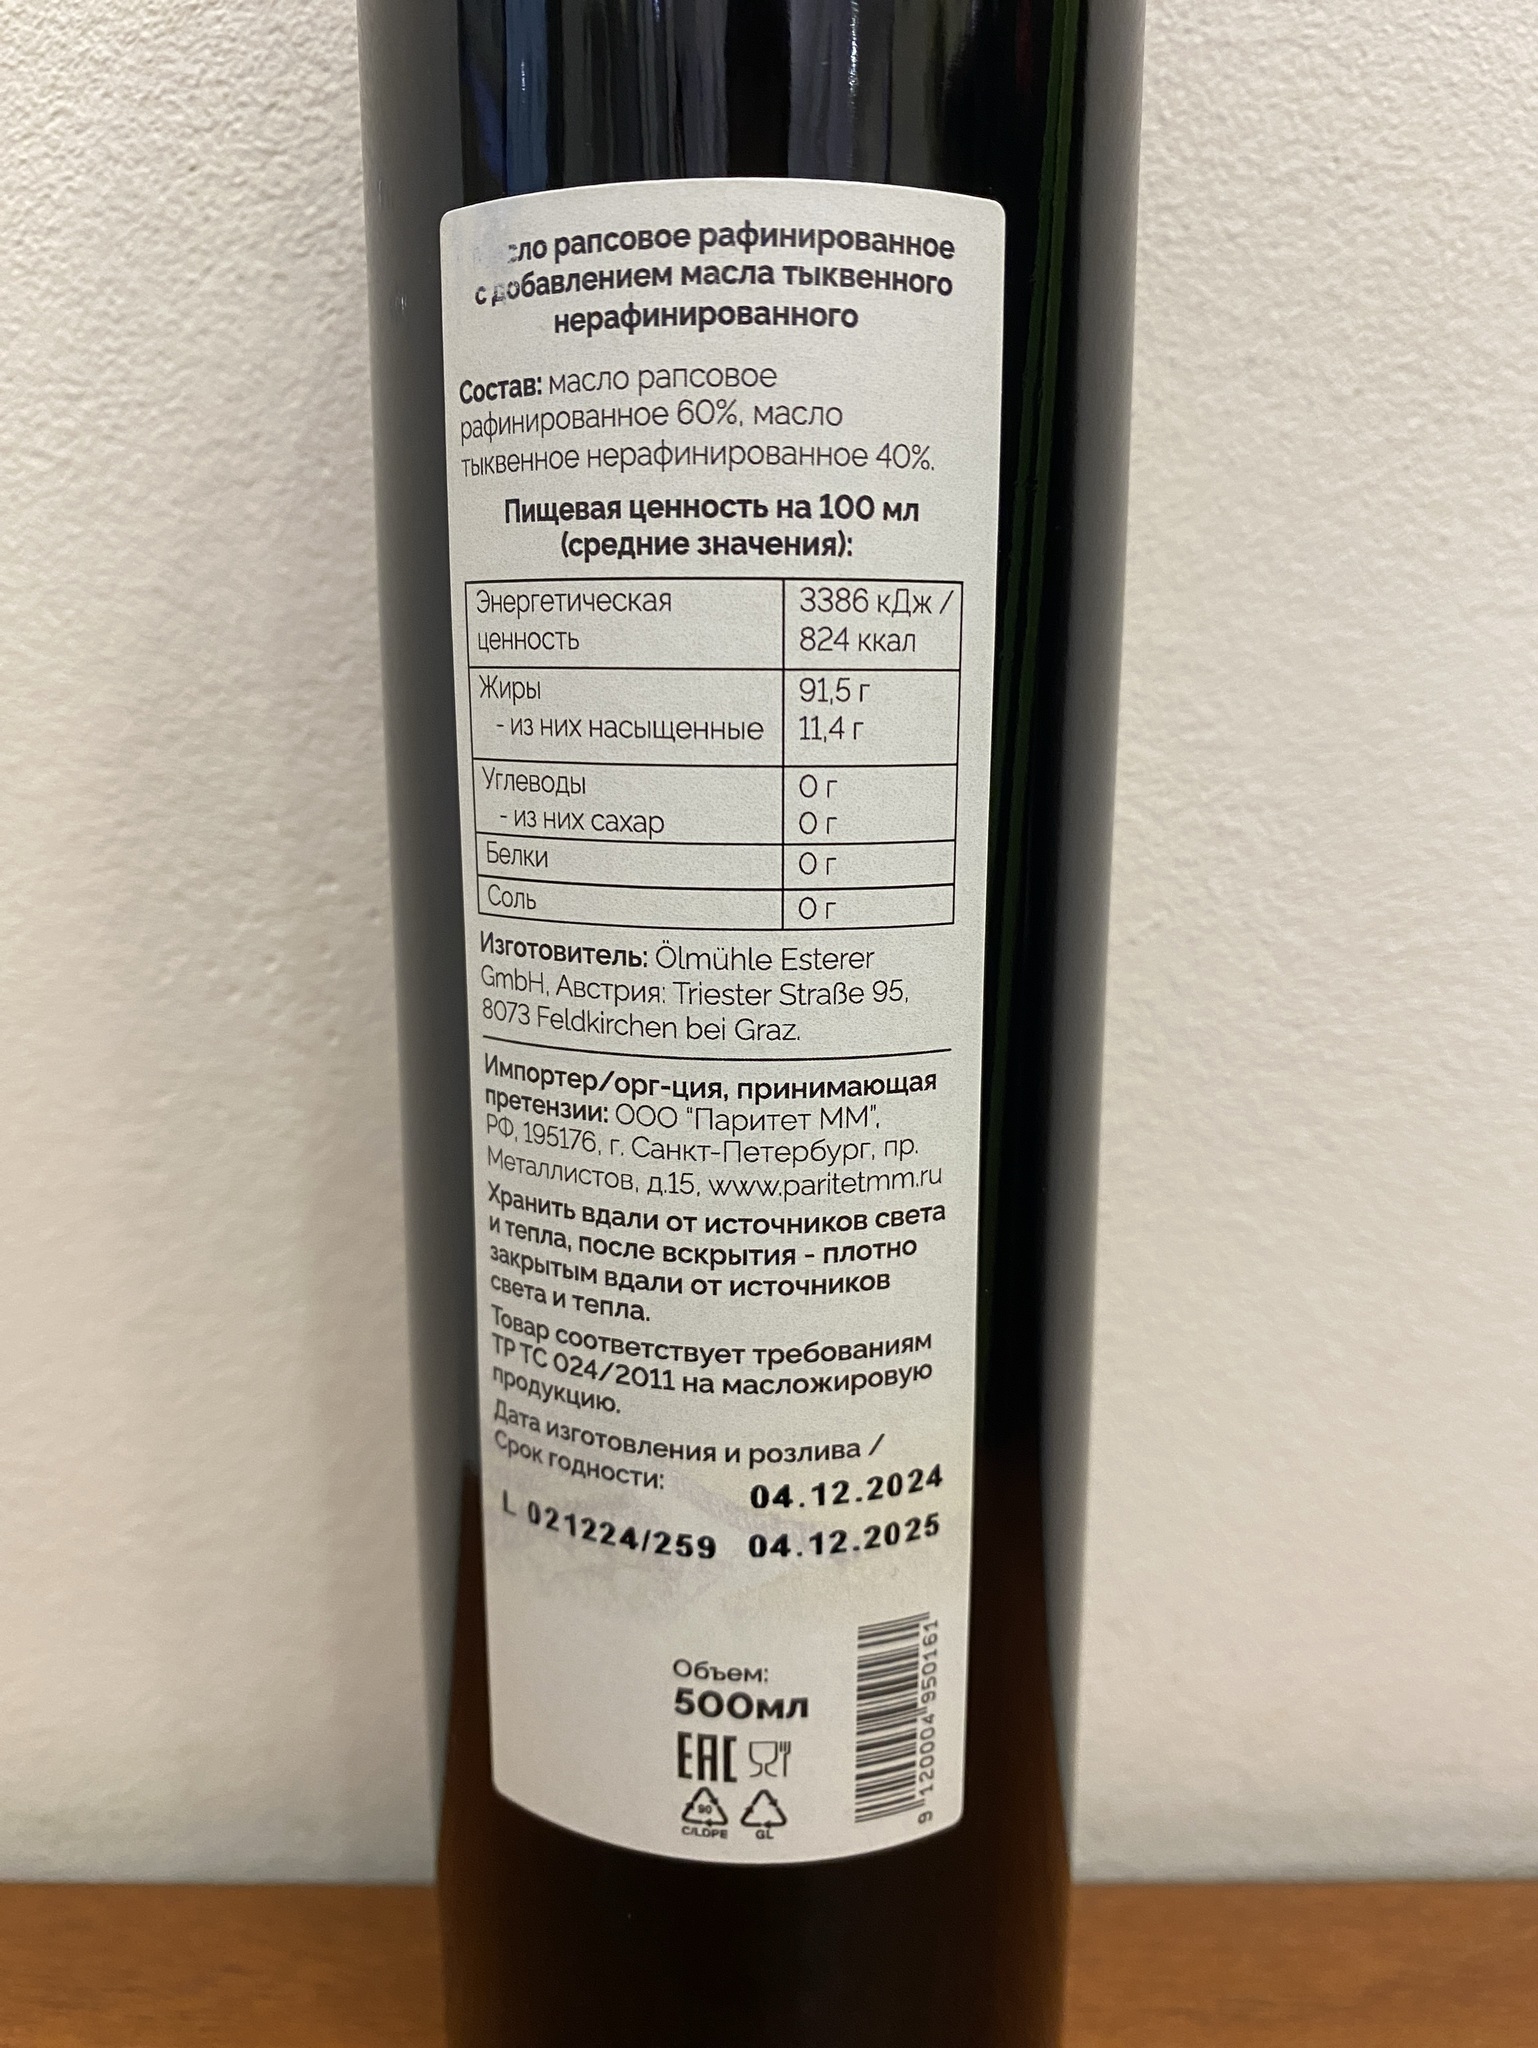 рапсовое рафинированное
с добавлением масла тыквенного
нерафинированного
Состав: масло рапсовое
рафинированное 60%, масло
тыквенное нерафинированное 40%.
Пищевая ценность на 100 мл
(средние значения):
Энергетическая 3386 кДж /
ценность 824 ккал
Жиры 91,5 г
- из них насыщенные 11,4 г
Углеводы 0 г
- из них сахар 0 г
Белки 0 г
Соль 0 г
Изготовитель: Ölmühle Esterer
GmbH, Австрия: Triester Straße 95,
8073 Feldkirchen bei Graz.
Импортер/орг-ция, принимающая
претензии: ООО "Паритет ММ",
РФ, 195176, г. Санкт-Петербург, пр.
Металлистов, д.15, www.paritetmm.ru
Хранить вдали от источников света
и тепла, после вскрытия - плотно
закрытым вдали от источников
света и тепла.
Товар соответствует требованиям
ТР ТС 024/2011 на масложировую
продукцию.
Дата изготовления и розлива /
Срок годности:
04.12.2024
L 021224/259 04.12.2025
Объем:
500мл
EAC
90
C/LDPE GL
9 120004 950161